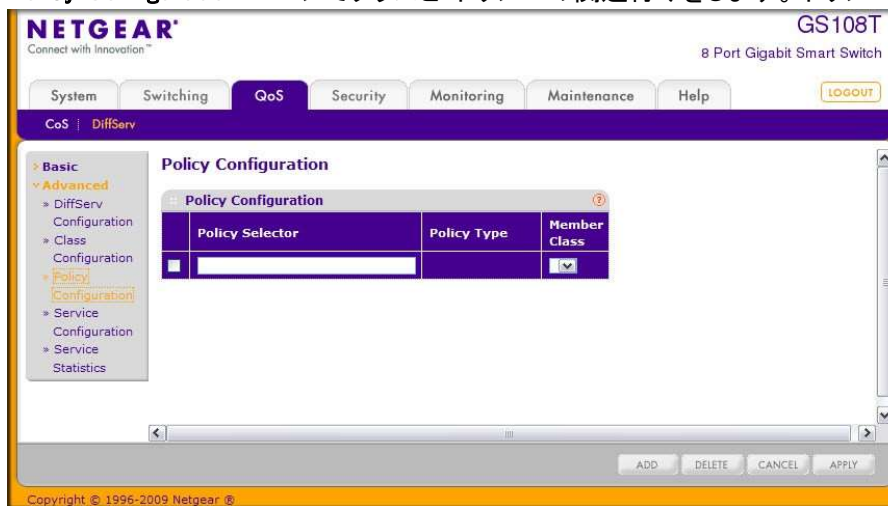 NETGEAR®
Connect with Innovation™
GS108T
8 Port Gigabit Smart Switch
System
Switching
QoS
Security
Monitoring
Maintenance
Help
LOGOUT
CoS | DiffServ
Basic
Advanced
» DiffServ
Configuration
» Class
Configuration
» Policy
Configuration
» Service
Configuration
» Service
Statistics
Policy Configuration
Policy Configuration
Policy Selector
Policy Type
Member
Class
ADD
DELETE
CANCEL
APPLY
Copyright © 1996-2009 Netgear ®